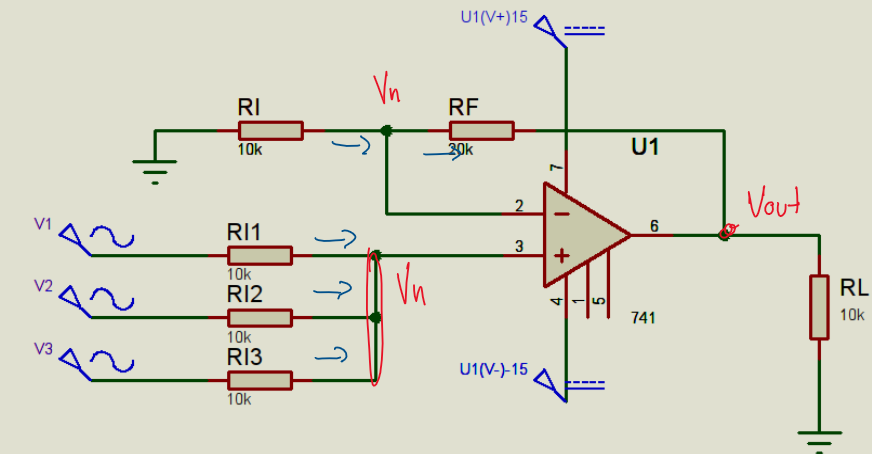 U1(V+)15
Vn
RI
RF
10k
20k
U1
7
2
6
Vout
V1
RI1
3
10k
Vn
V2
RI2
10k
4
1
5
741
RL
10k
V3
RI3
10k
U1(V-)-15